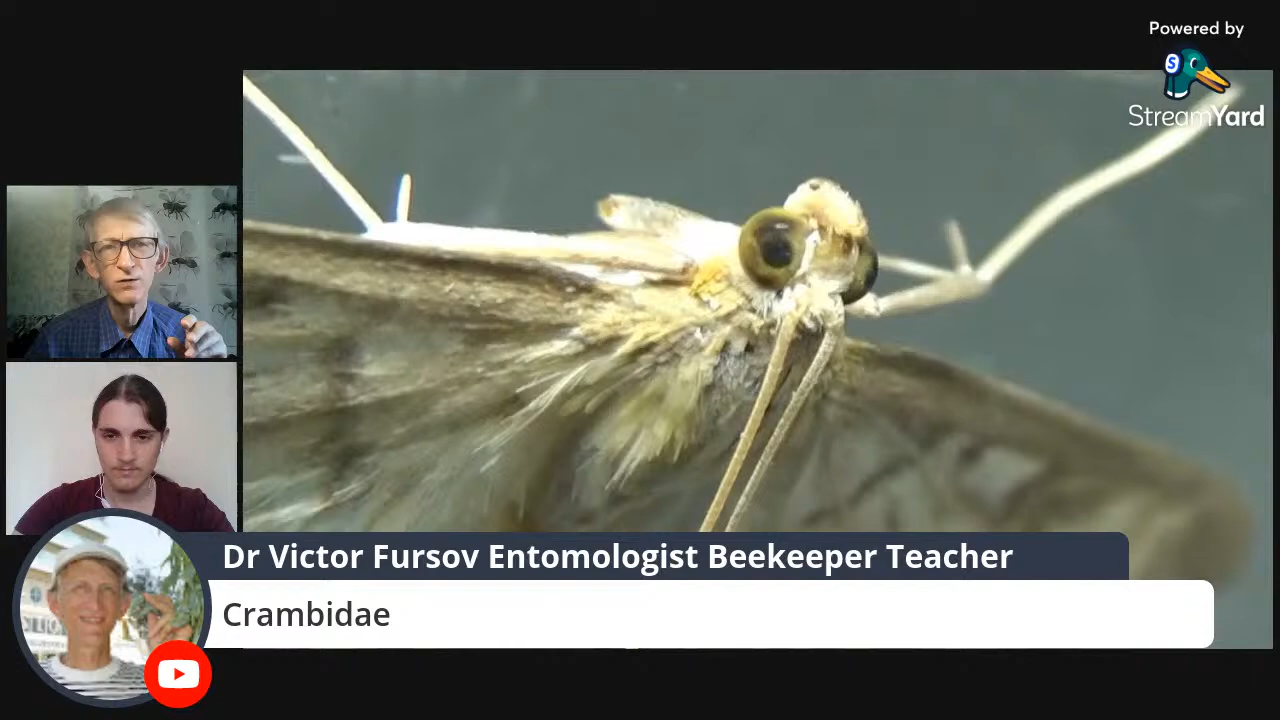 Powered by
StreamYard
Dr Victor Fursov Entomologist Beekeeper Teacher
Crambidae